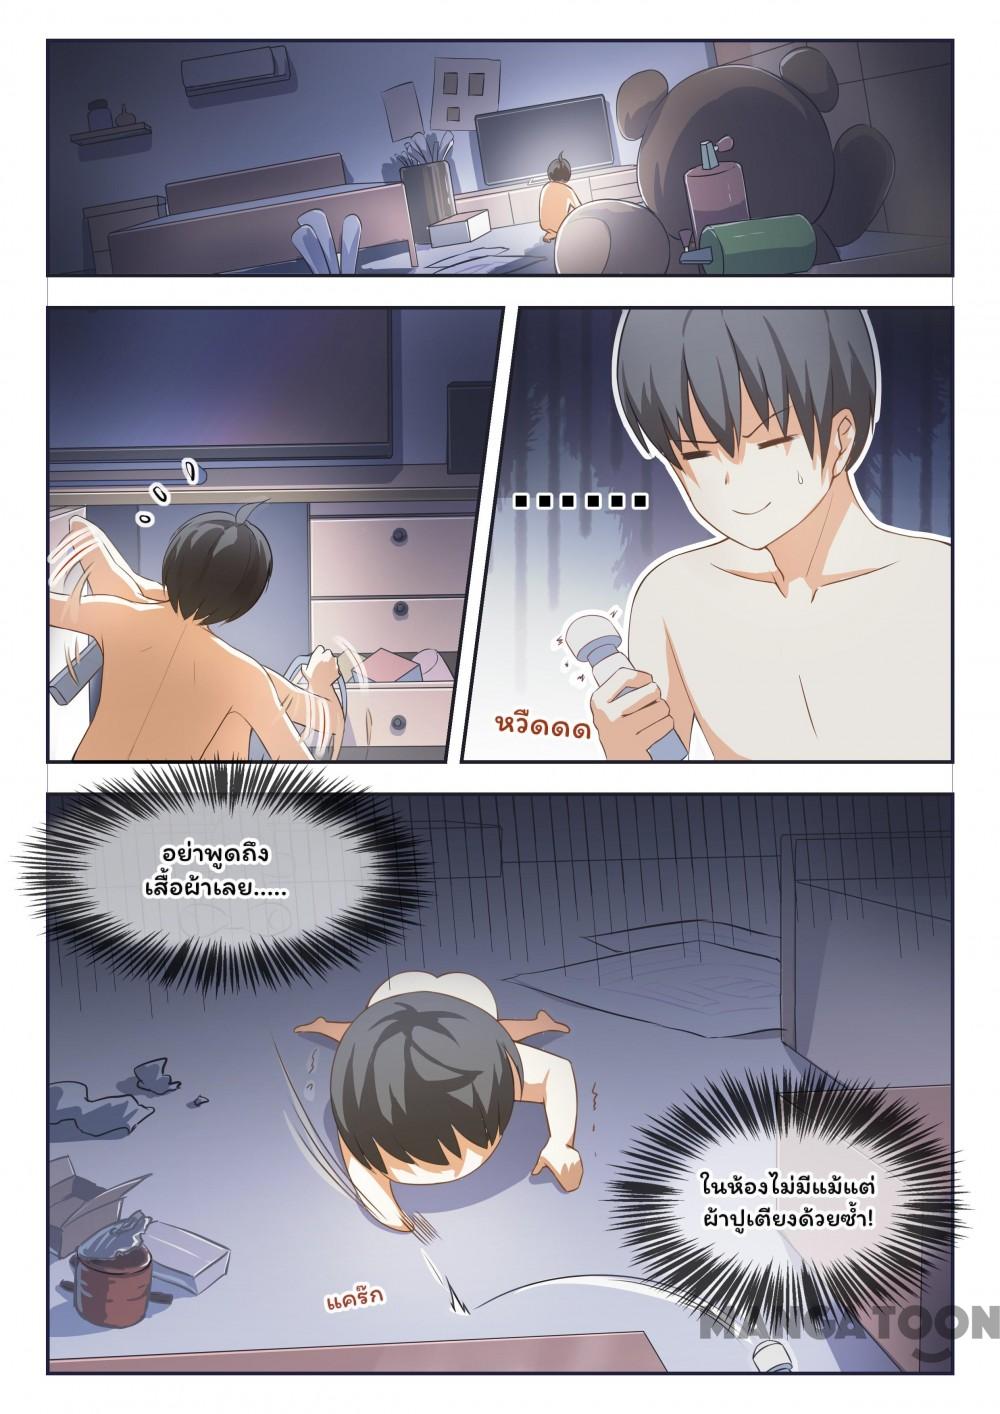 ......
หวืดดด
อย่าพูดถึง
เสื้อผ้าเลย.....
ในห้องไม่มีแม้แต่
ผ้าปูเตียงด้วยซ้ำ!
แคร๊ก
MANGATOON